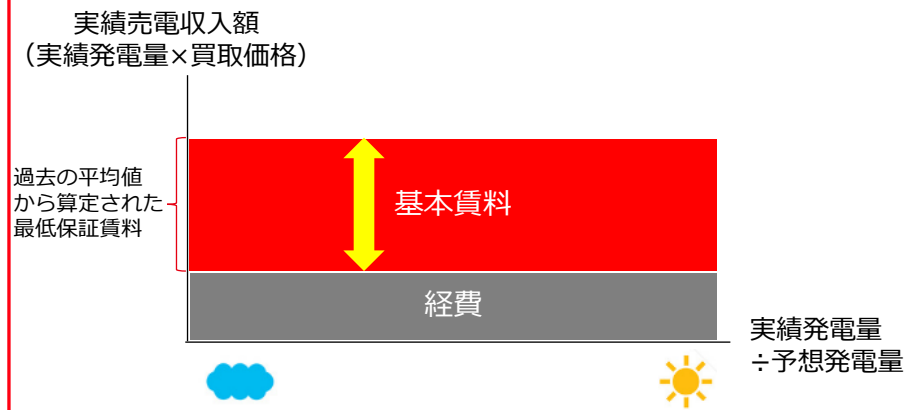 実績売電収入額
（実績発電量×買取価格）
過去の平均値
から算定された
最低保証賃料
基本賃料
経費
実績発電量
÷予想発電量